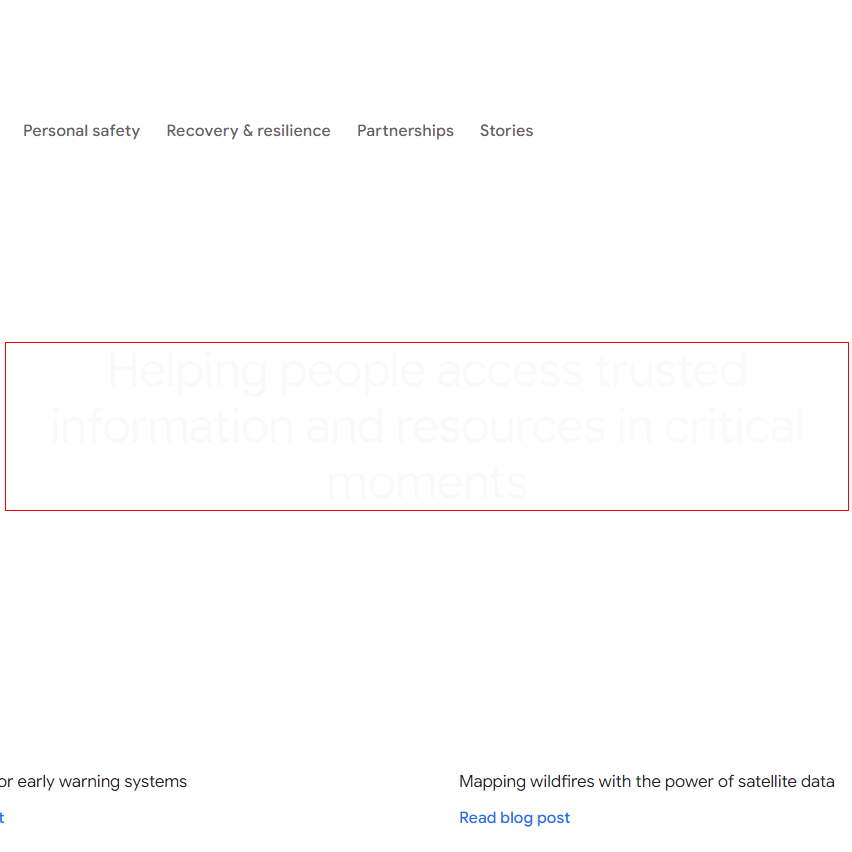 Personal safety Recovery & resilience Partnerships Stories
Helping people access trusted
information and resources in critical
moments
or early warning systems
Mapping wildfires with the power of satellite data
t
Read blog post